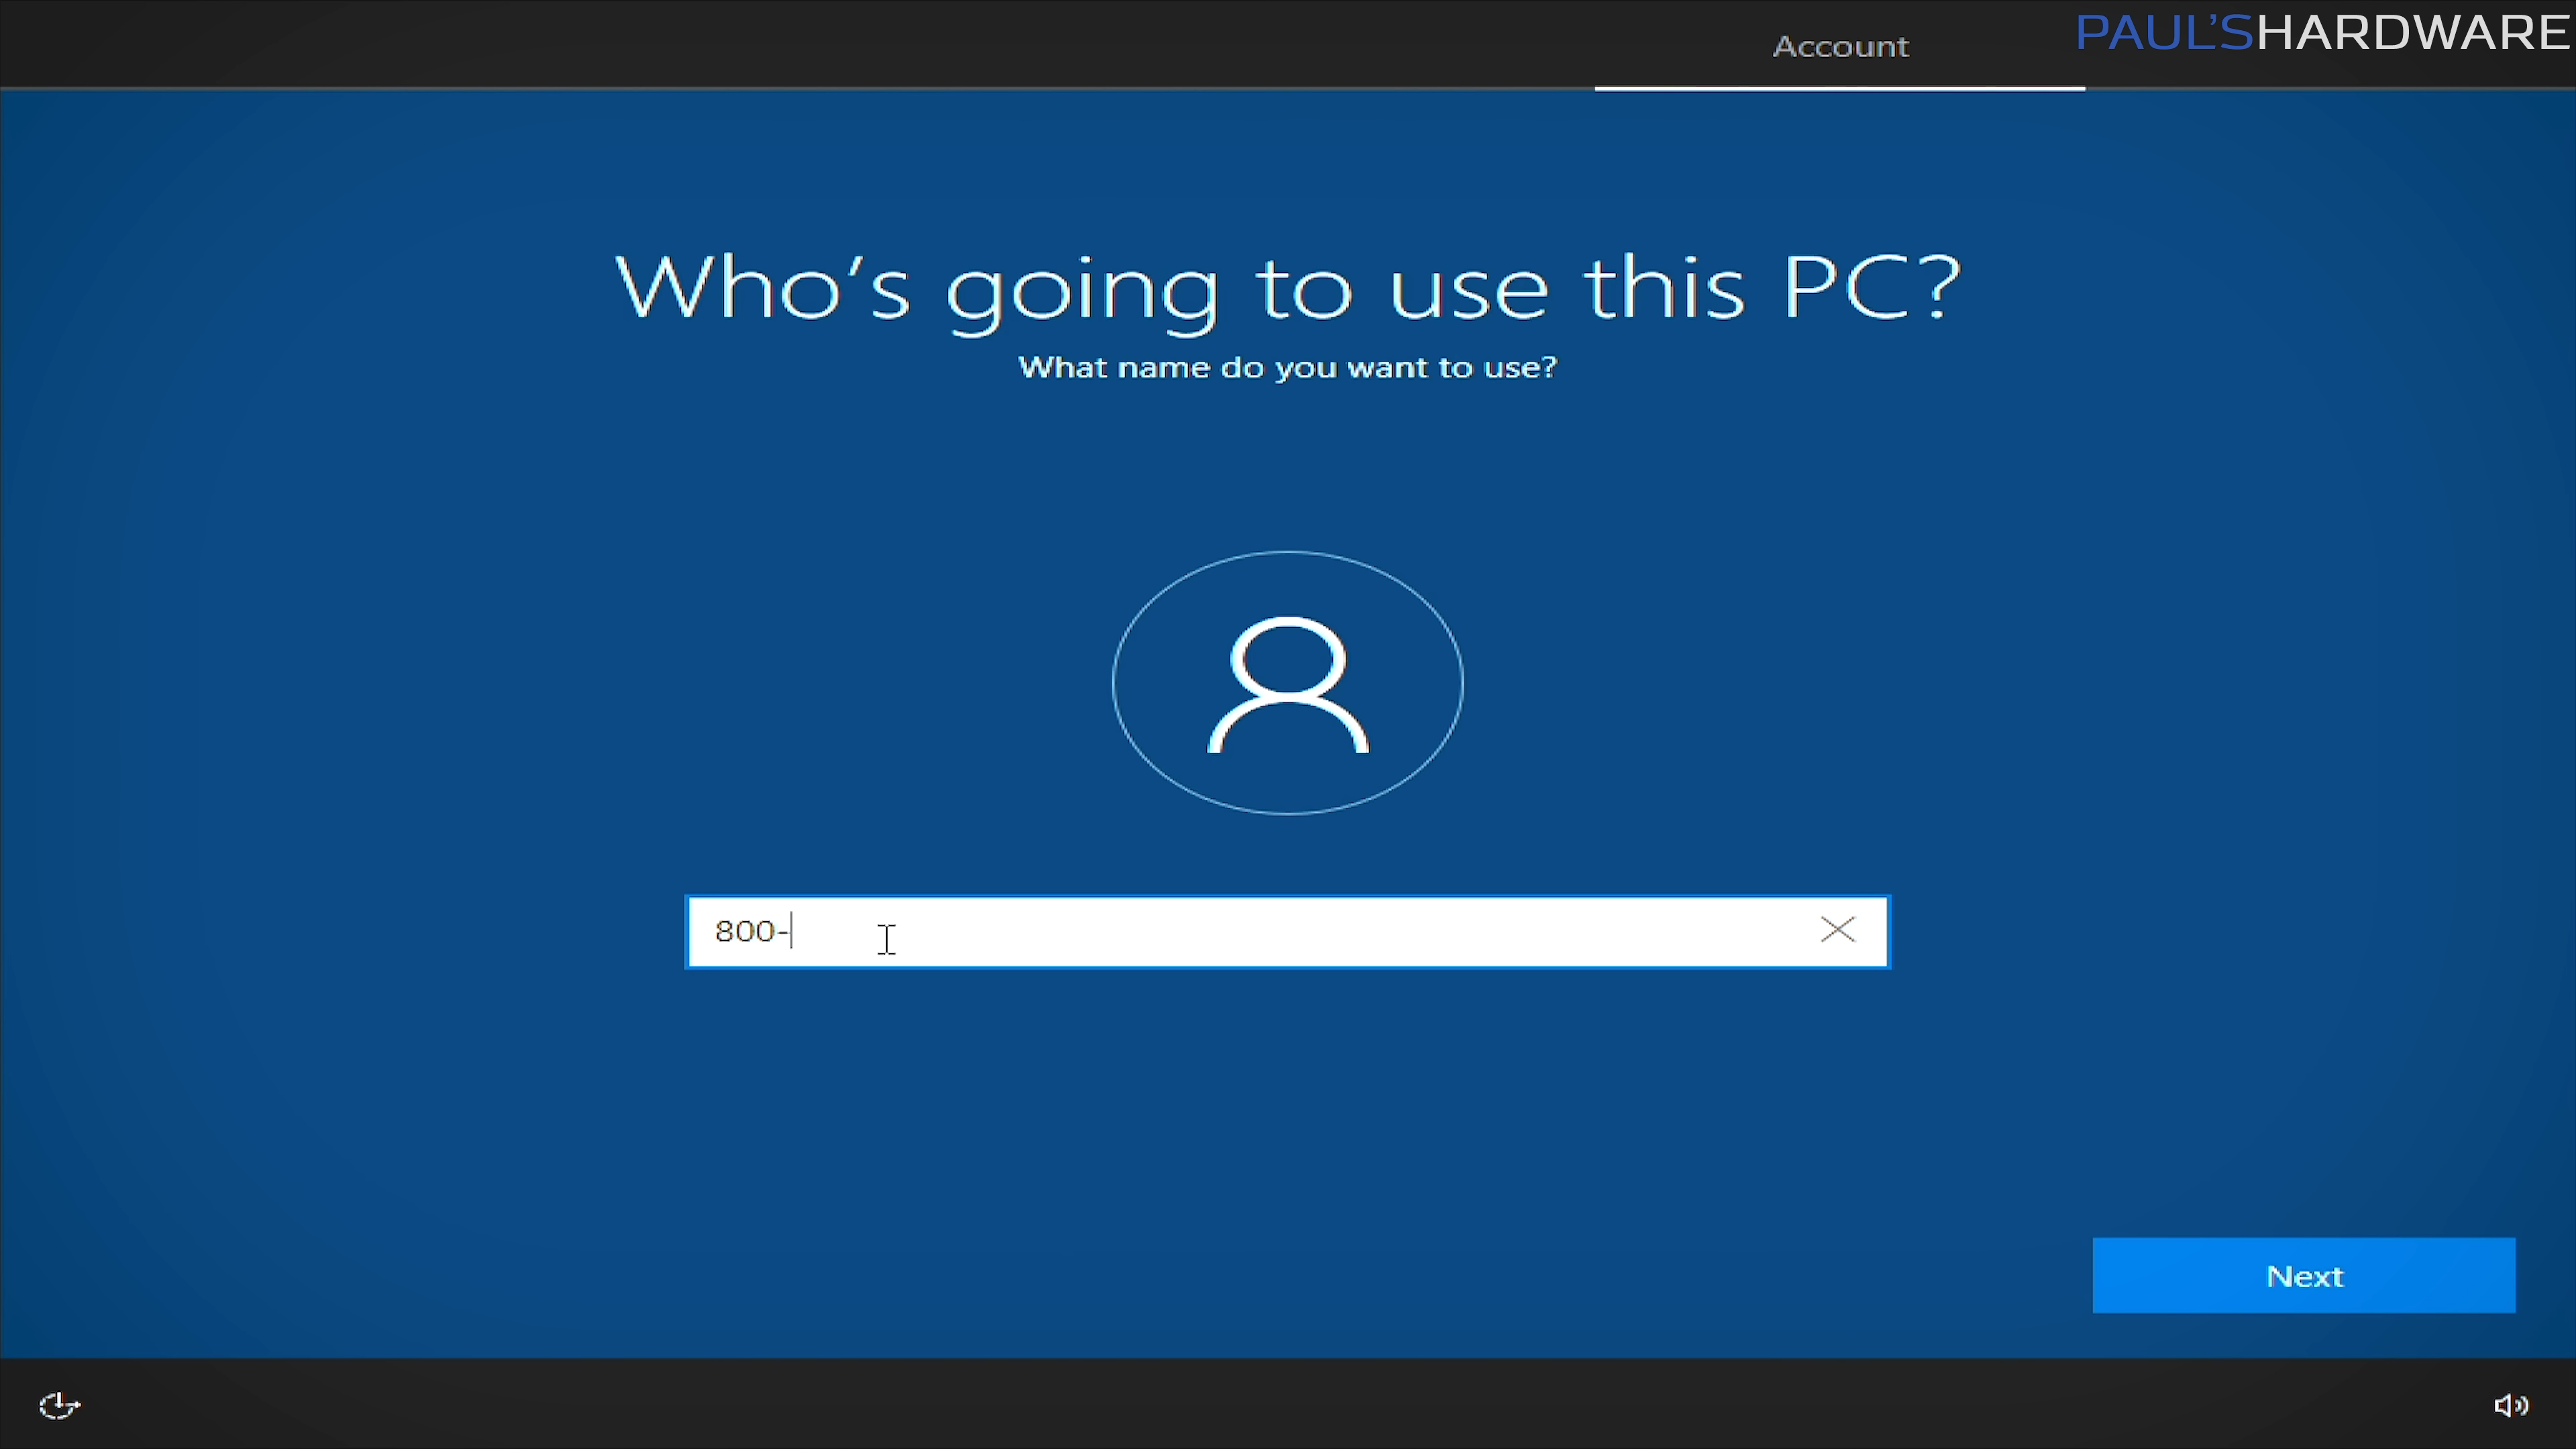 Account
PAUL'SHARDWARE
Who's going to use this PC?
What name do you want to use?
800-
Next